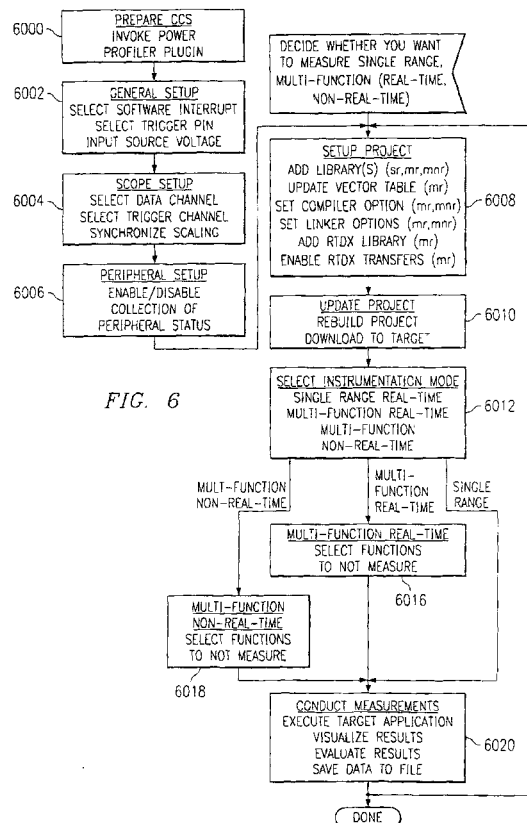 6000
PREPARE CCS
INVOKE POWER
PROFILER PLUGIN
6002
GENERAL SETUP
SELECT SOFTWARE INTERRUPT
SELECT TRIGGER PIN
INPUT SOURCE VOLTAGE
6004
SCOPE SETUP
SELECT DATA CHANNEL
SELECT TRIGGER CHANNEL
SYNCHRONIZE SCALING
6006
PERIPHERAL SETUP
ENABLE/DISABLE
COLLECTION OF
PERIPHERAL STATUS
FIG. 6
DECIDE WHETHER YOU WANT
TO MEASURE SINGLE RANGE,
MULTI-FUNCTION (REAL-TIME,
NON-REAL-TIME)
SETUP PROJECT
ADD LIBRARY(S) (sr,mr,mnr)
UPDATE VECTOR TABLE (mr)
SET COMPILER OPTION (mr,mnr)
SET LINKER OPTIONS (mr,mnr)
ADD RTDX LIBRARY (mr)
ENABLE RTDX TRANSFERS (mr)
6008
UPDATE PROJECT
REBUILD PROJECT
DOWNLOAD TO TARGET
6010
SELECT INSTRUMENTATION MODE
SINGLE RANGE REAL-TIME
MULTI-FUNCTION REAL-TIME
MULTI-FUNCTION
NON-REAL-TIME
6012
MULT-FUNCTION
NON-REAL-TIME
MULTI-
FUNCTION
REAL-TIME
SINGLE
RANGE
MULTI-FUNCTION REAL-TIME
SELECT FUNCTIONS
TO NOT MEASURE
6016
MULTI-FUNCTION
NON-REAL-TIME
SELECT FUNCTIONS
TO NOT MEASURE
6018
CONDUCT MEASUREMENTS
EXECUTE TARGET APPLICATION
VISUALIZE RESULTS
EVALUATE RESULTS
SAVE DATA TO FILE
6020
DONE